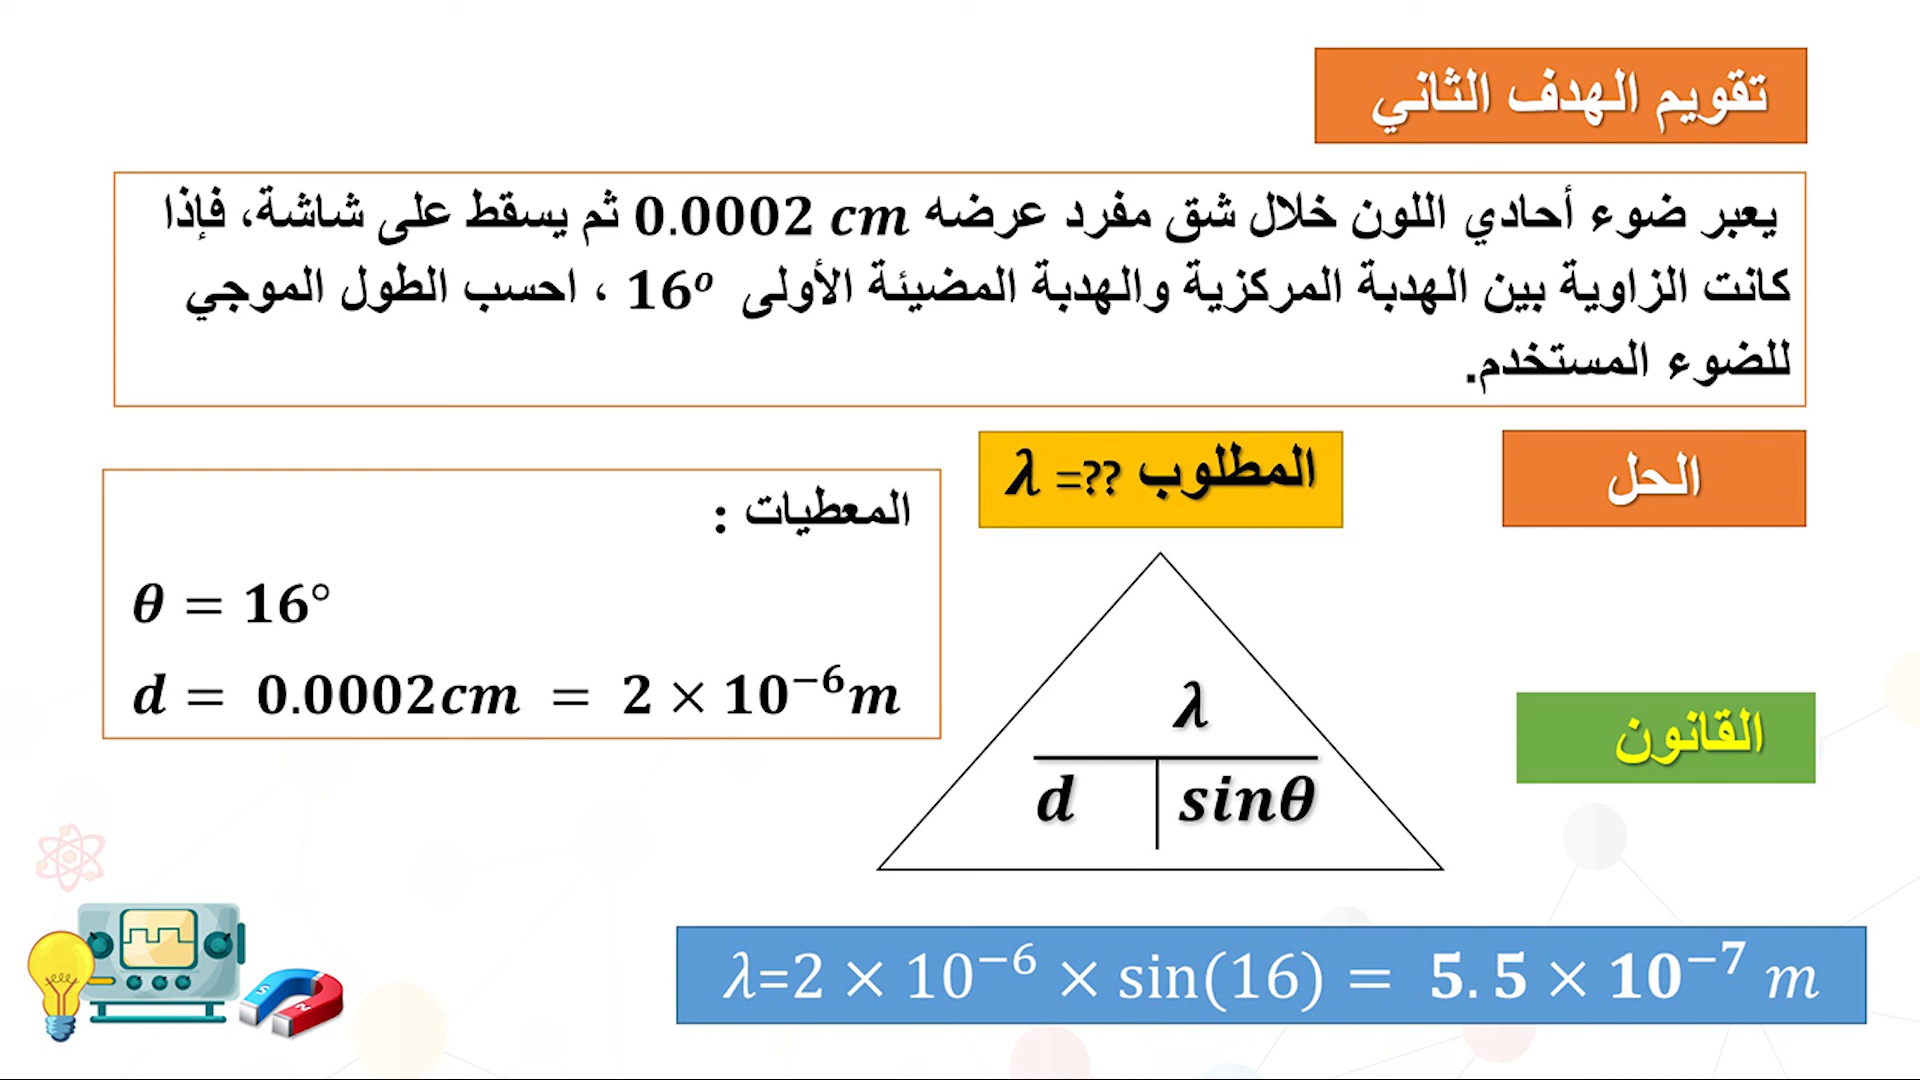 تقويم الهدف الثاني
يعبر ضوء أحادي اللون خلال شق مفرد عرضه 0.0002 cm ثم يسقط على شاشة، فإذا
كانت الزاوية بين الهدبة المركزية والهدبة المضيئة الأولى 16º ، احسب الطول الموجي
للضوء المستخدم.
الحل
المطلوب ??= λ
المعطيات :
θ = 16°
d = 0.0002cm = 2 × 10⁻⁶m
القانون
λ
d sinθ
λ=2 × 10⁻⁶ × sin(16) = 5.5 × 10⁻⁷ m
S
N